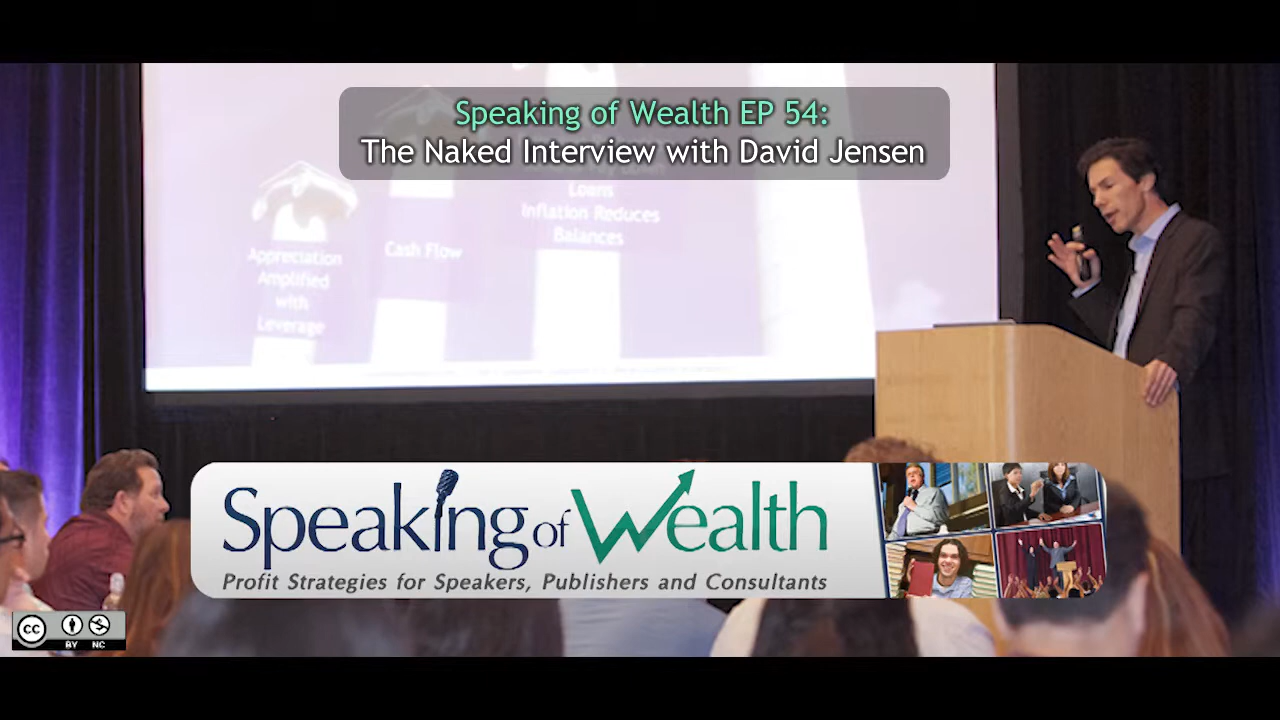 Speaking of Wealth EP 54:
The Naked Interview with David Jensen
Loans
Inflation Reduces
Balances
Appreciation
Amplified
with
Leverage
Cash Flow
Speaking of Wealth
Profit Strategies for Speakers, Publishers and Consultants
cc
BY NC